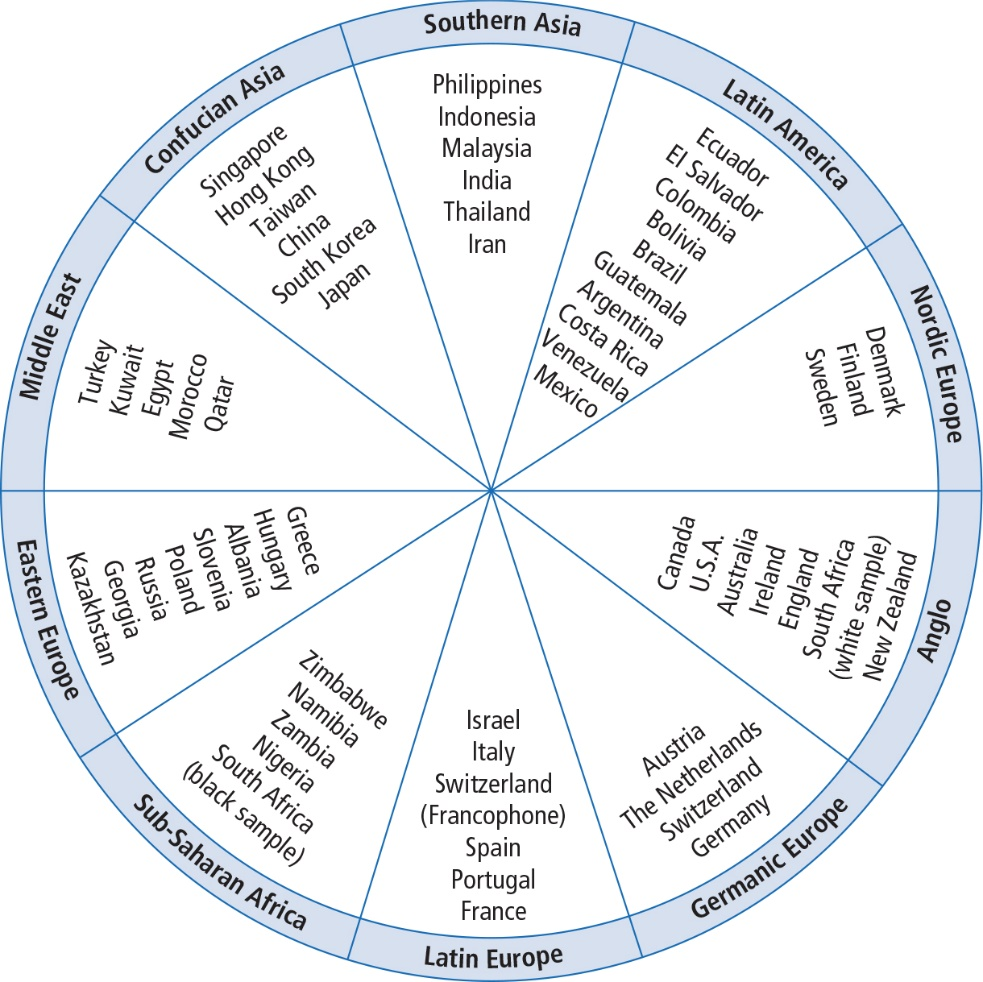 Southern Asia
Philippines
Indonesia
Malaysia
India
Thailand
Iran
Latin America
Ecuador
El Salvador
Colombia
Bolivia
Brazil
Guatemala
Argentina
Costa Rica
Venezuela
Mexico
Nordic Europe
Denmark
Finland
Sweden
Anglo
Canada
U.S.A.
Australia
Ireland
England
South Africa
(white sample)
New Zealand
Germanic Europe
Austria
The Netherlands
Switzerland
Germany
Latin Europe
Israel
Italy
Switzerland
(Francophone)
Spain
Portugal
France
Sub-Saharan Africa
Zimbabwe
Namibia
Zambia
Nigeria
South Africa
(black sample)
Eastern Europe
Greece
Hungary
Albania
Slovenia
Poland
Russia
Georgia
Kazakhstan
Middle East
Turkey
Kuwait
Egypt
Morocco
Qatar
Confucian Asia
Singapore
Hong Kong
Taiwan
China
South Korea
Japan